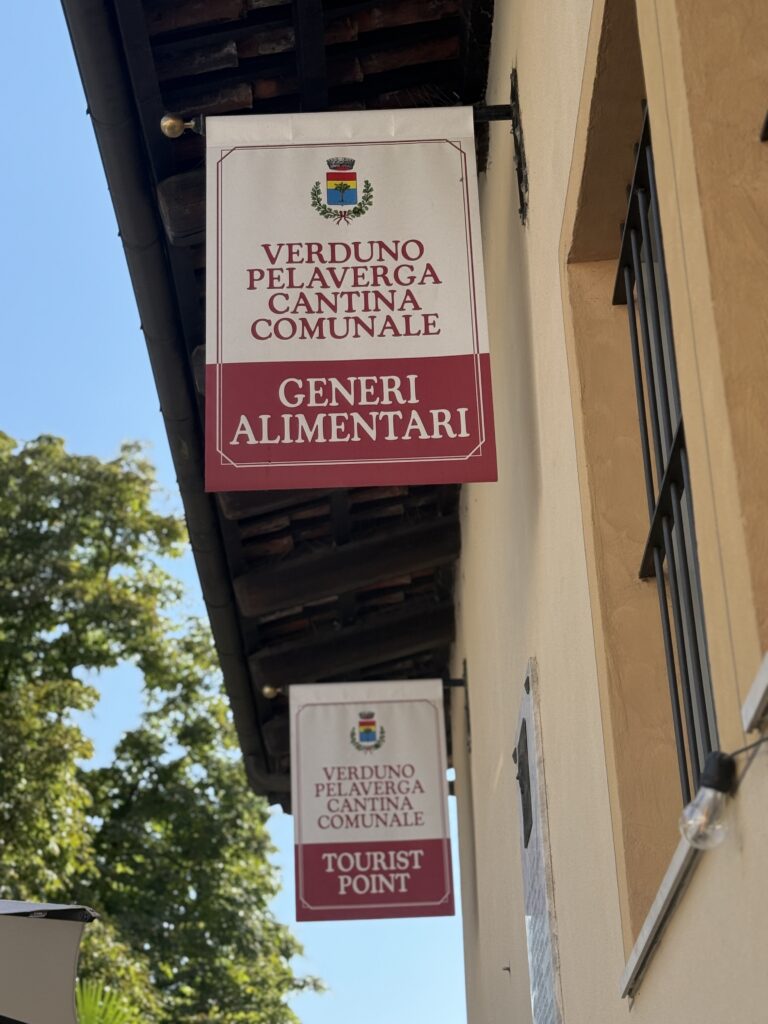 VERDUNO
PELAVERGA
CANTINA
COMUNALE
GENERI
ALIMENTARI
VERDUNO
PELAVERGA
CANTINA
COMUNALE
TOURIST
POINT